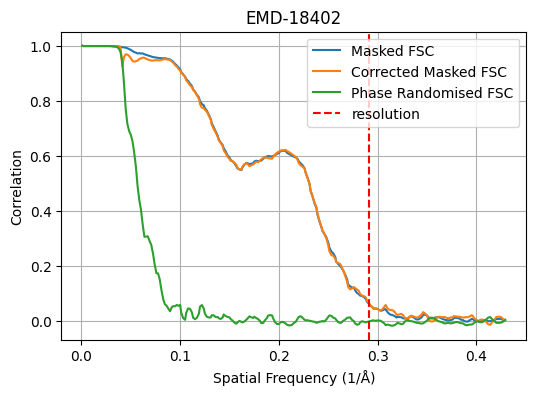 EMD-18402
Masked FSC
Corrected Masked FSC
Phase Randomised FSC
resolution
Correlation
1.0
0.8
0.6
0.4
0.2
0.0
0.0 0.1 0.2 0.3 0.4
Spatial Frequency (1/Å)